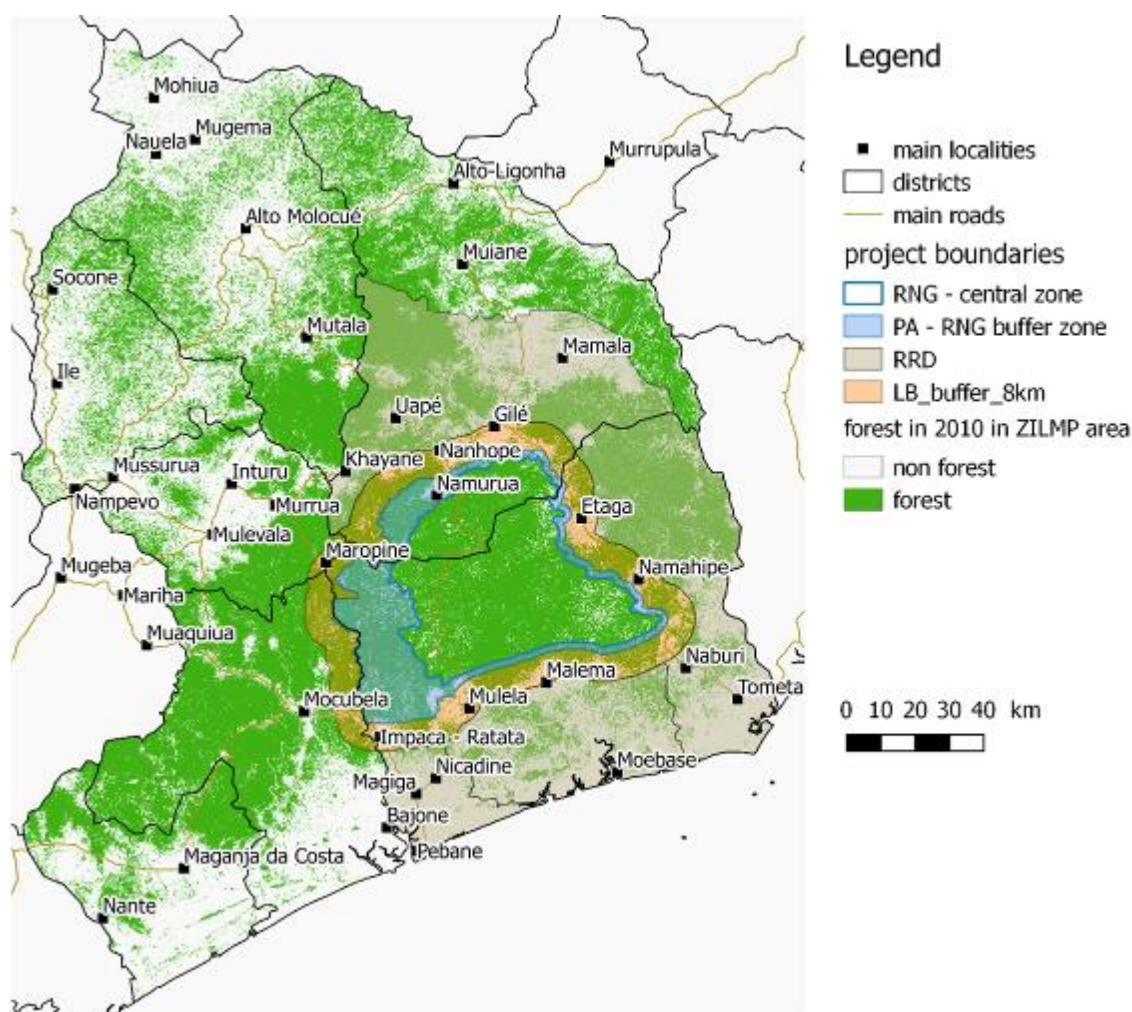 Mohiua
Mugema
Nauela
Murrupula
Alto-Ligonha
Alto Molocué
Muiane
Socone
Mutala
Mamala
Ile
Uapé
Gilé
Nanhope
Khayane
Mussurua
Inturu
Namurua
Nampevo
Murrua
Etaga
Mulevala
Maropine
Mugeba
Namahipe
Mariha
Muaquiua
Naburi
Malema
Tometa
Mocubela
Mulela
Impaca - Ratata
Nicadine
Moebase
Magiga
Bajone
Pebane
Maganja da Costa
Nante
Legend
main localities
districts
main roads
project boundaries
RNG - central zone
PA - RNG buffer zone
RRD
LB_buffer_8km
forest in 2010 in ZILMP area
non forest
forest
0 10 20 30 40 km